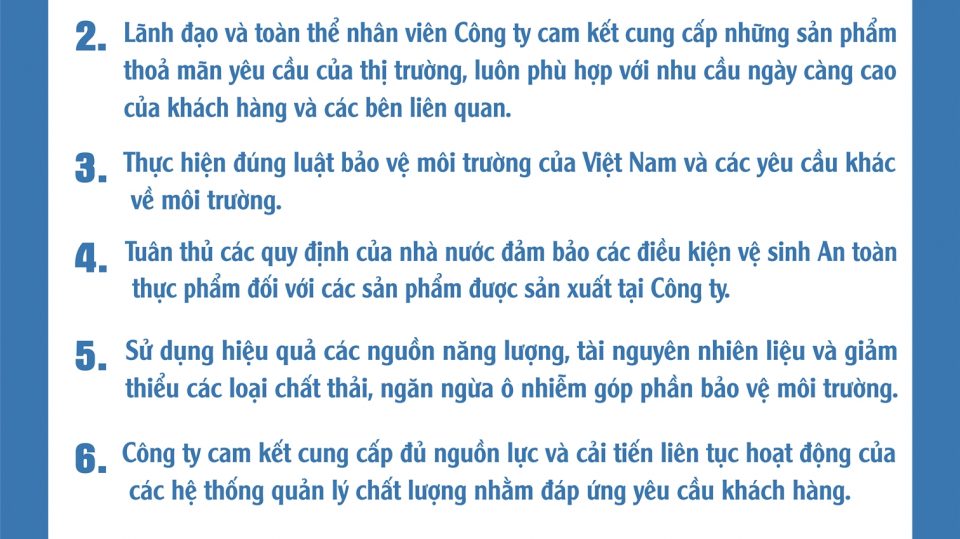 2. Lãnh đạo và toàn thể nhân viên Công ty cam kết cung cấp những sản phẩm
thoả mãn yêu cầu của thị trường, luôn phù hợp với nhu cầu ngày càng cao
của khách hàng và các bên liên quan.
3. Thực hiện đúng luật bảo vệ môi trường của Việt Nam và các yêu cầu khác
về môi trường.
4. Tuân thủ các quy định của nhà nước đảm bảo các điều kiện vệ sinh An toàn
thực phẩm đối với các sản phẩm được sản xuất tại Công ty.
5. Sử dụng hiệu quả các nguồn năng lượng, tài nguyên nhiên liệu và giảm
thiểu các loại chất thải, ngăn ngừa ô nhiễm góp phần bảo vệ môi trường.
6. Công ty cam kết cung cấp đủ nguồn lực và cải tiến liên tục hoạt động của
các hệ thống quản lý chất lượng nhằm đáp ứng yêu cầu khách hàng.